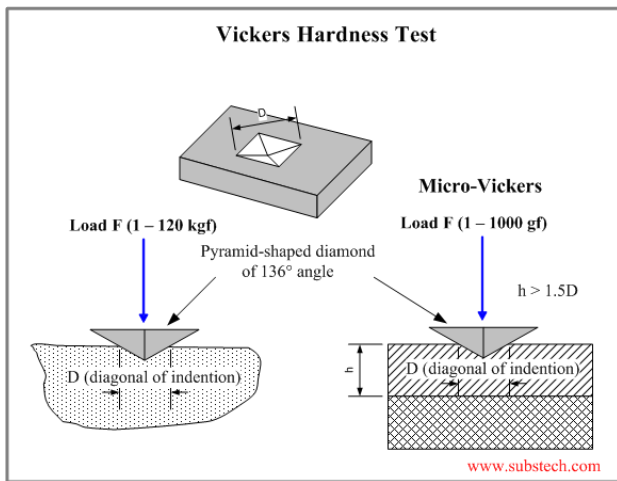 Vickers Hardness Test
D
Micro-Vickers
Load F (1 – 120 kgf)
Load F (1 – 1000 gf)
Pyramid-shaped diamond
of 136° angle
h > 1.5D
D (diagonal of indention)
h
D (diagonal of indention)
www.substech.com